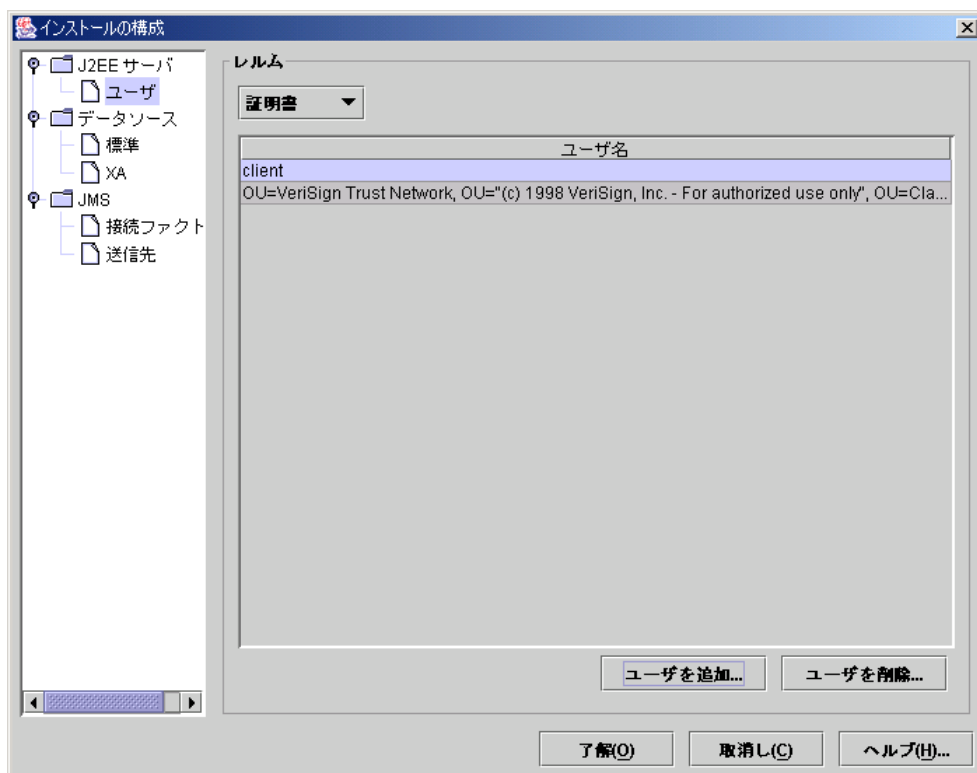 インストールの構成
J2EE サーバ
ユーザ
データソース
標準
XA
JMS
接続ファクト
送信先
レルム
証明書
ユーザ名
client
OU=VeriSign Trust Network, OU="(c) 1998 VeriSign, Inc. - For authorized use only", OU=Cla...
ユーザを追加...
ユーザを削除...
了解(O)
取消し(C)
ヘルプ(H)...